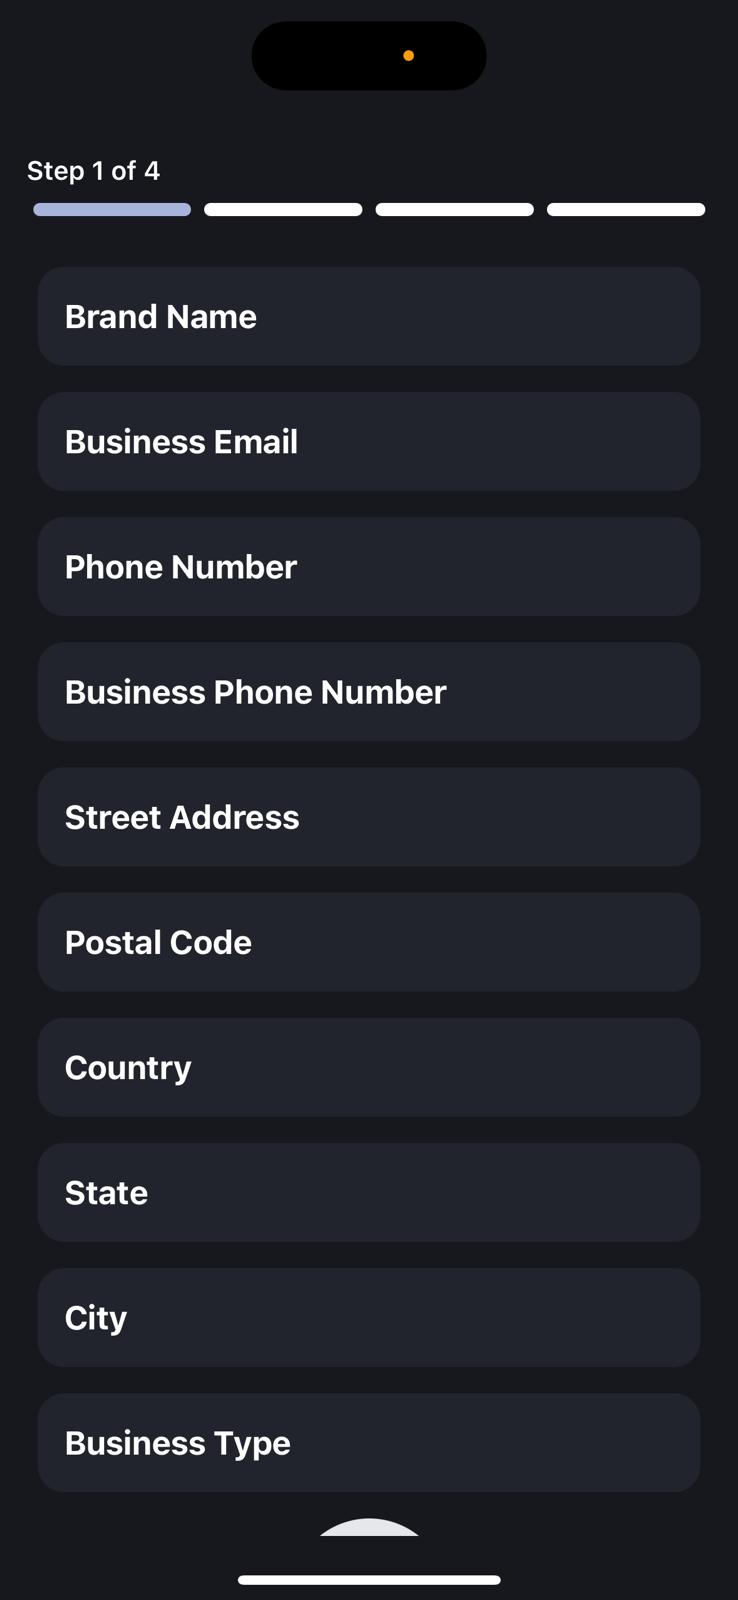 Step 1 of 4
Brand Name
Business Email
Phone Number
Business Phone Number
Street Address
Postal Code
Country
State
City
Business Type